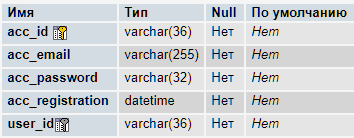 Имя Тип Null По умолчанию
acc_id varchar(36) Нет Нет
acc_email varchar(255) Нет Нет
acc_password varchar(32) Нет Нет
acc_registration datetime Нет Нет
user_id varchar(36) Нет Нет